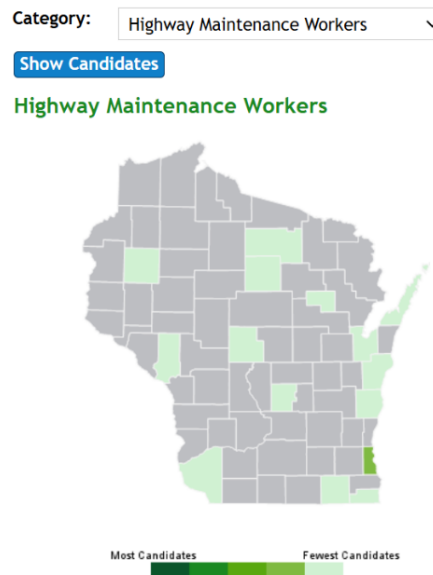 Category:
Highway Maintenance Workers
Show Candidates
Highway Maintenance Workers
Most Candidates
Fewest Candidates